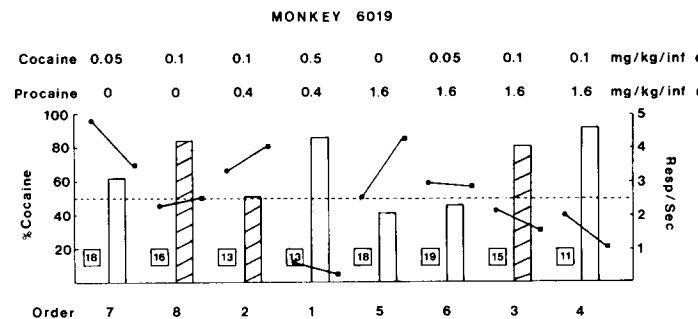 MONKEY 6019
Cocaine 0.05 0.1 0.1 0.5 0 0.05 0.1 0.1 mg/kg/inf
Procaine 0 0 0.4 0.4 1.6 1.6 1.6 1.6 mg/kg/inf
100 5
80 4
60 3
40 2
20 1
% Cocaine
Resp/Sec
18 16 13 13 18 19 15 11
Order 7 8 2 1 5 6 3 4